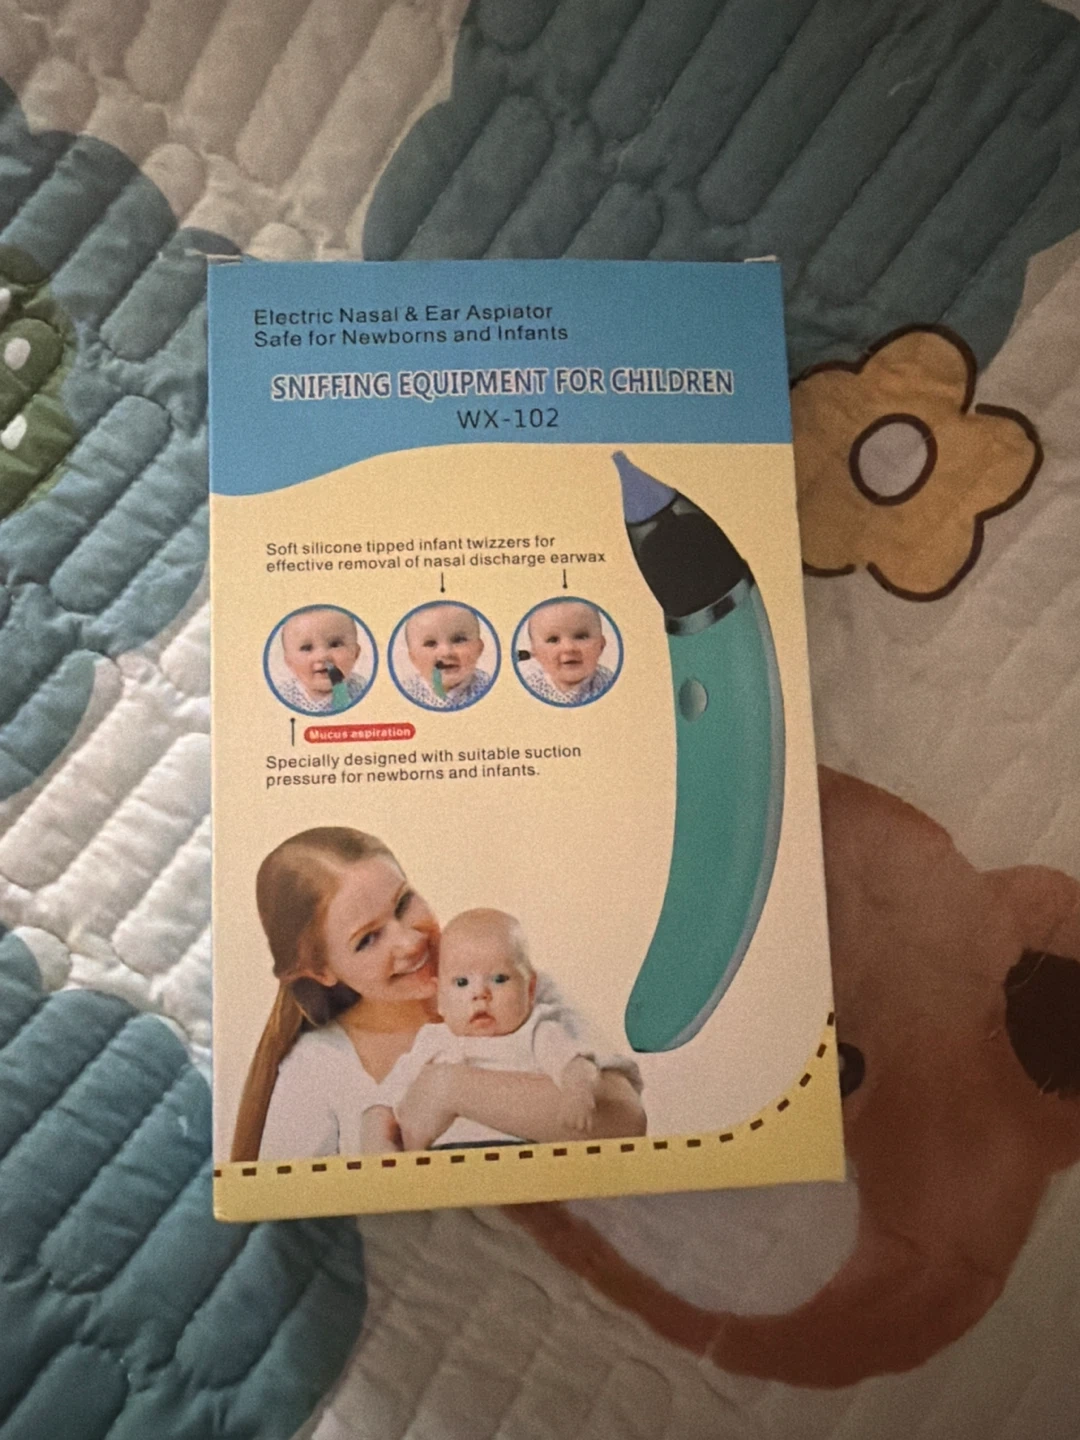 Electric Nasal & Ear Aspiator
Safe for Newborns and Infants
SNIFFING EQUIPMENT FOR CHILDREN
WX-102
Soft silicone tipped infant twizzers for
effective removal of nasal discharge earwax
Mucus aspiration
Specially designed with suitable suction
pressure for newborns and infants.